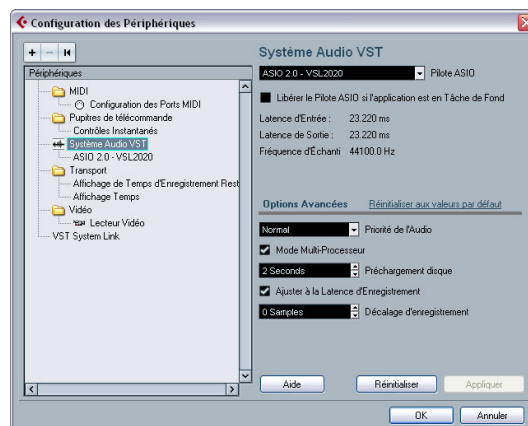 Configuration des Périphériques
Périphériques
MIDI
Configuration des Ports MIDI
Pupitres de télécommande
Contrôles Instantanés
Système Audio VST
ASIO 2.0 - VSL2020
Transport
Affichage de Temps d'Enregistrement Rest
Affichage Temps
Vidéo
Lecteur Vidéo
VST System Link
Système Audio VST
ASIO 2.0 - VSL2020 Pilote ASIO
Libérer le Pilote ASIO si l'application est en Tâche de Fond
Latence d'Entrée : 23.220 ms
Latence de Sortie : 23.220 ms
Fréquence d'Échanti 44100.0 Hz
Options Avancées Réinitialiser aux valeurs par défaut
Normal Priorité de l'Audio
Mode Multi-Processeur
2 Seconds Préchargement disque
Ajuster à la Latence d'Enregistrement
0 Samples Décalage d'enregistrement
Aide Réinitialiser Appliquer
OK Annuler